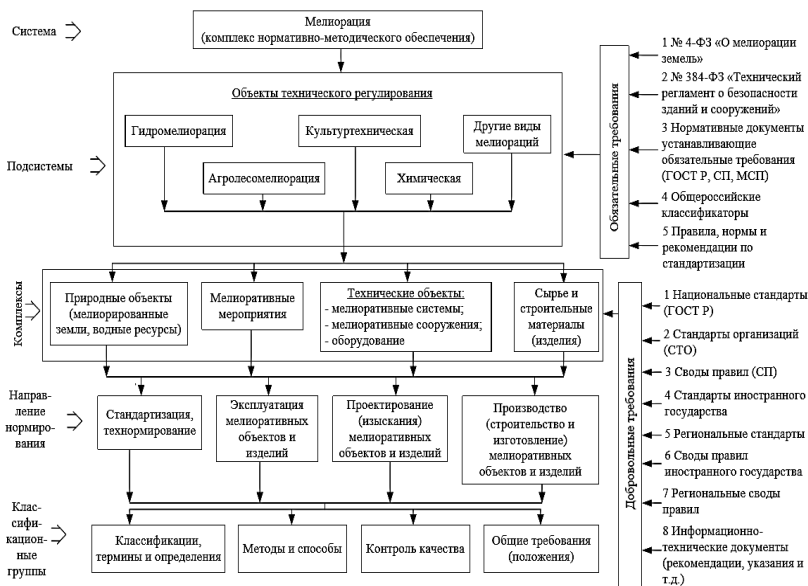 Система
Мелиорация
(комплекс нормативно-методического обеспечения)
Подсистемы
Объекты технического регулирования
Гидромелиорация
Культуртехническая
Другие виды
мелиораций
Агролесомелиорация
Химическая
Обязательные требования
1 № 4-ФЗ «О мелиорации
земель»
2 № 384-ФЗ «Технический
регламент о безопасности
зданий и сооружений»
3 Нормативные документы
устанавливающие
обязательные требования
(ГОСТ Р, СП, МСП)
4 Общероссийские
классификаторы
5 Правила, нормы и
рекомендации по
стандартизации
Комплексы
Природные объекты
(мелиорированные
земли, водные ресурсы)
Мелиоративные
мероприятия
Технические объекты:
- мелиоративные системы;
- мелиоративные сооружения;
- оборудование
Сырье и
строительные
материалы
(изделия)
Направ-
ление
нормиро-
вания
Стандартизация,
технормирование
Эксплуатация
мелиоративных
объектов и
изделий
Проектирование
(изыскания)
мелиоративных
объектов и изделий
Производство
(строительство и
изготовление)
мелиоративных
объектов и изделий
Клас-
сифи-
кацион-
ные
группы
Классификации,
термины и определения
Методы и способы
Контроль качества
Общие требования
(положения)
Добровольные требования
1 Национальные стандарты
(ГОСТ Р)
2 Стандарты организаций
(СТО)
3 Своды правил (СП)
4 Стандарты иностранного
государства
5 Региональные стандарты
6 Своды правил
иностранного государства
7 Региональные своды
правил
8 Информационно-
технические документы
(рекомендации, указания и
т.д.)